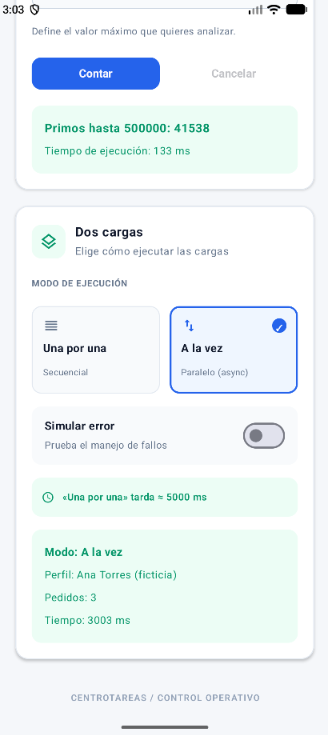 3:03
Define el valor máximo que quieres analizar.
Contar
Cancelar
Primos hasta 500000: 41538
Tiempo de ejecución: 133 ms
Dos cargas
Elige cómo ejecutar las cargas
MODO DE EJECUCIÓN
Una por una
Secuencial
A la vez
Paralelo (async)
Simular error
Prueba el manejo de fallos
«Una por una» tarda ≈ 5000 ms
Modo: A la vez
Perfil: Ana Torres (ficticia)
Pedidos: 3
Tiempo: 3003 ms
CENTROTAREAS / CONTROL OPERATIVO